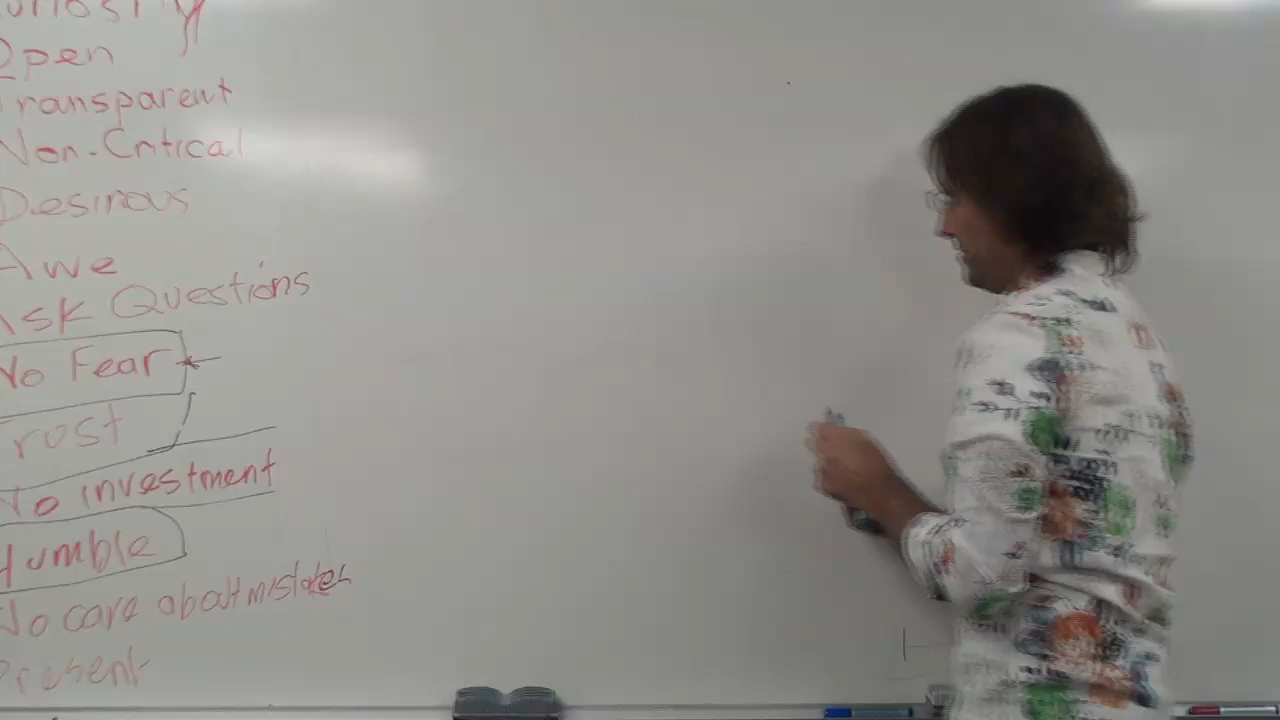 Curiosity
Open
Transparent
Non-Critical
Desirous
Awe
Ask Questions
No Fear
Trust
No investment
Humble
No care about mistakes
Present